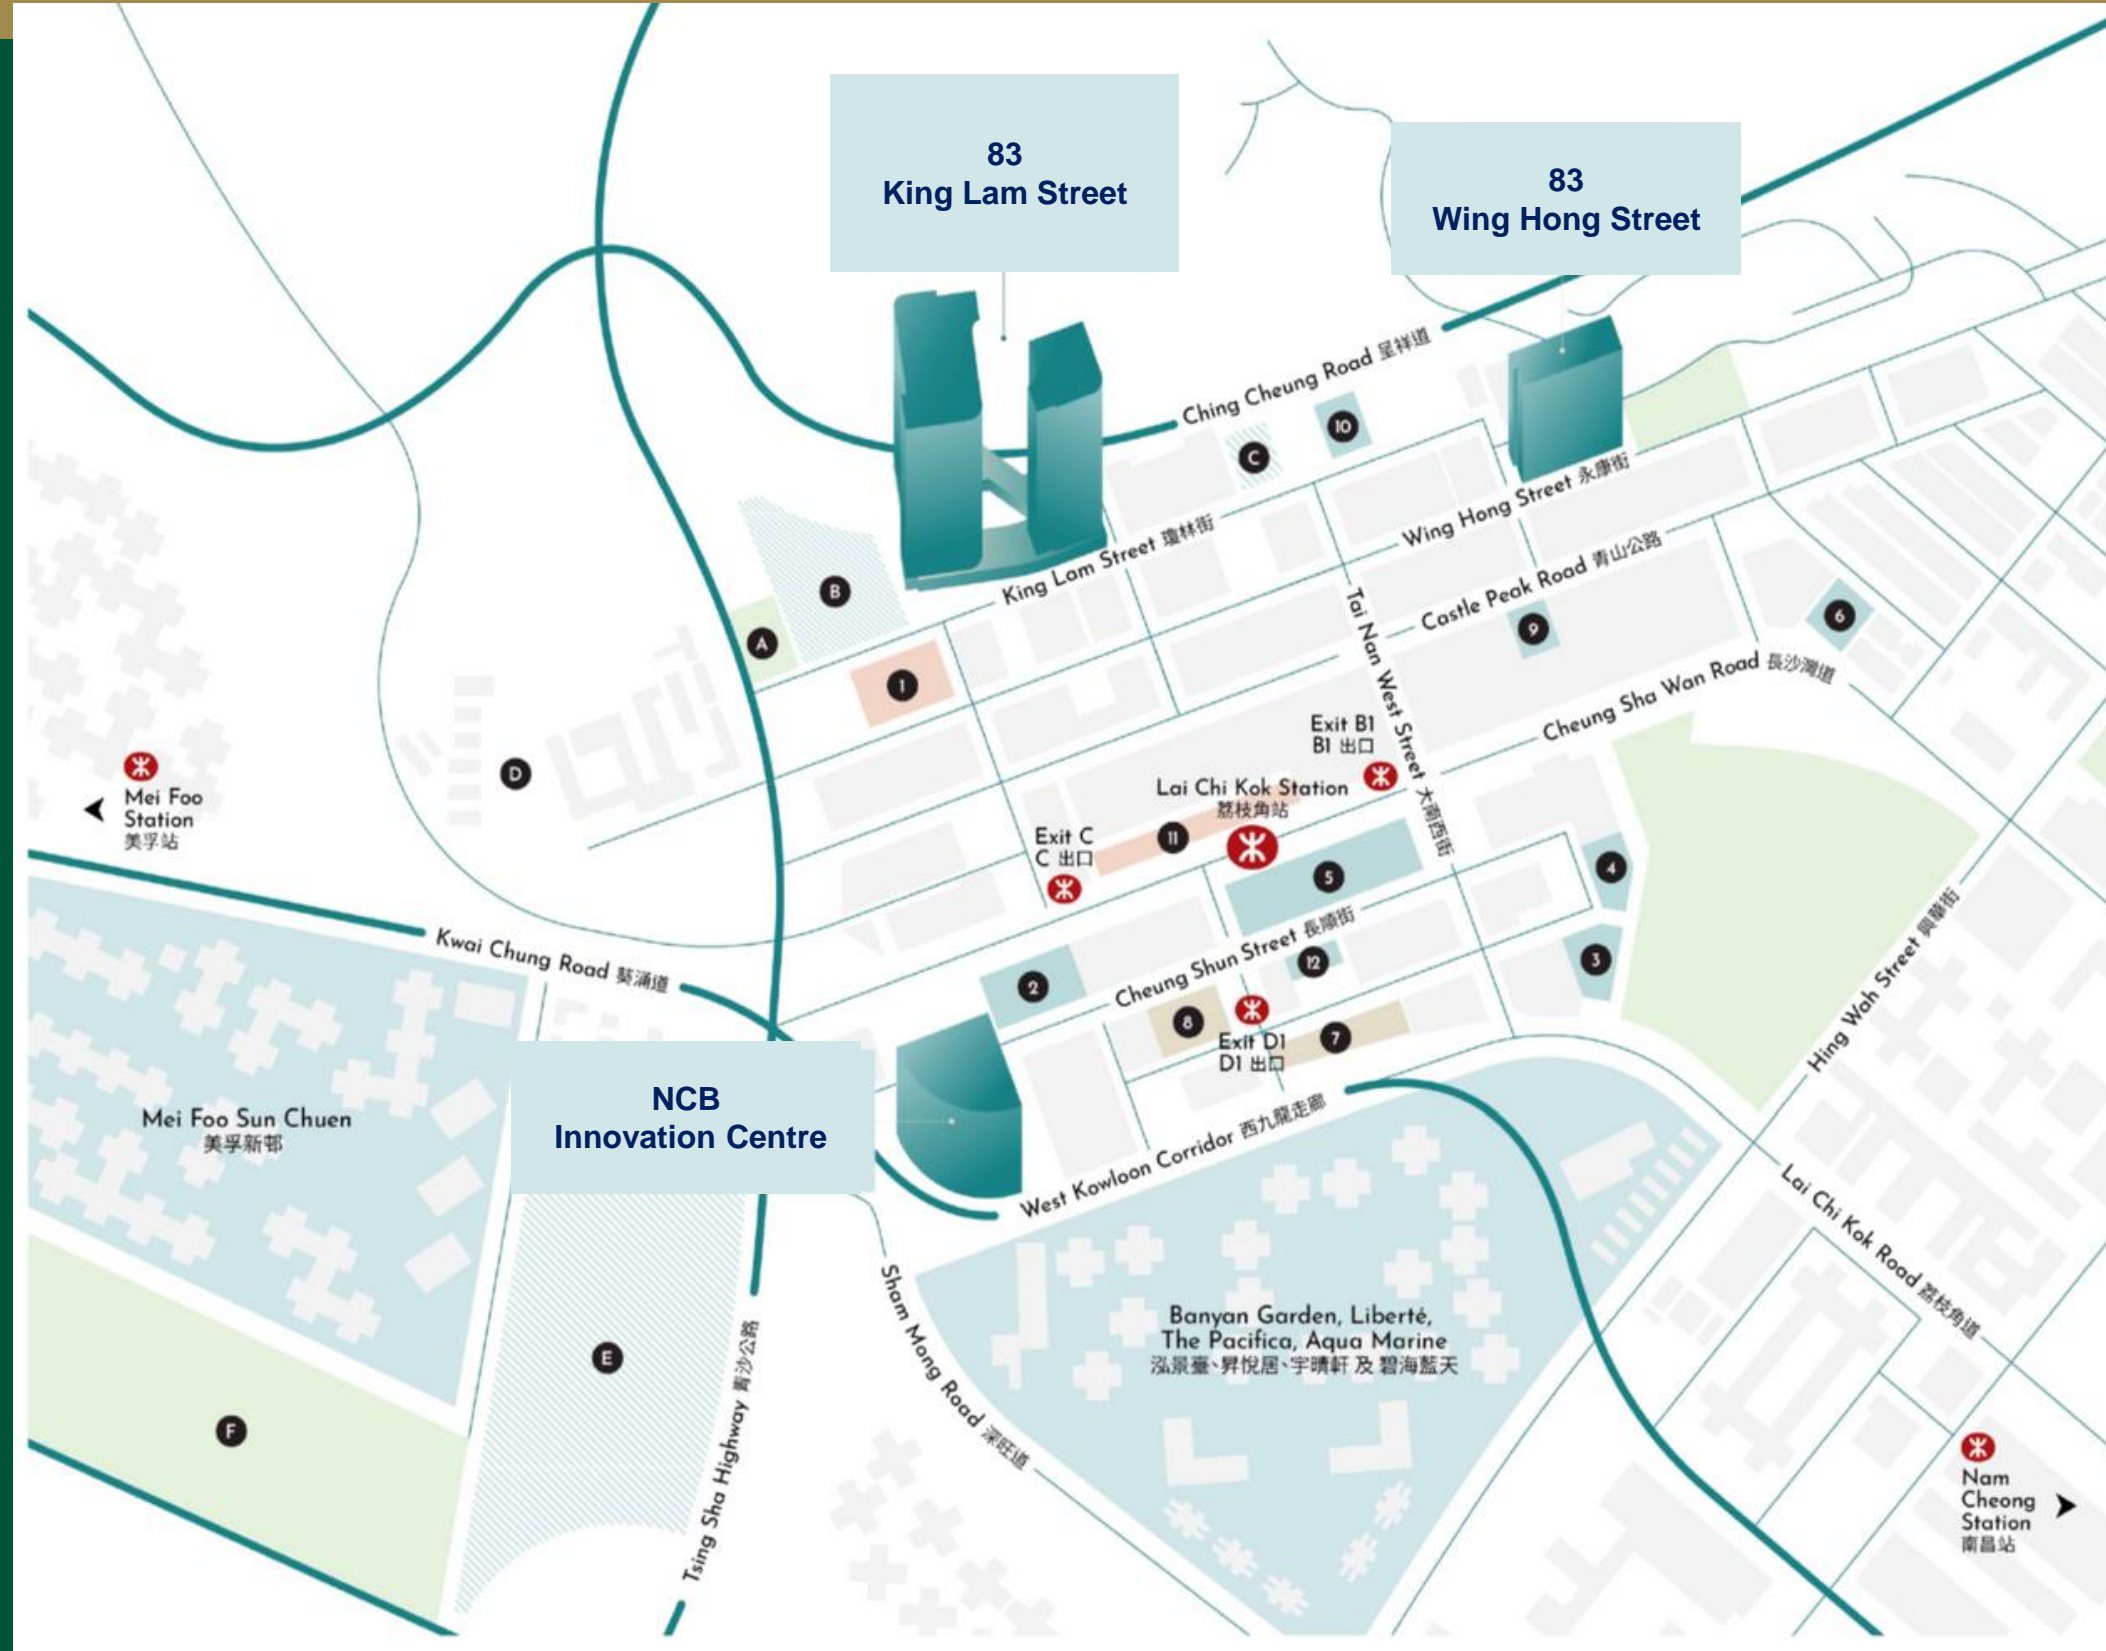 83
King Lam Street
83
Wing Hong Street
Ching Cheung Road 呈祥道
10
C
Wing Hong Street 永康街
King Lam Street 瓊林街
Castle Peak Road 青山公路
B
A
9
6
1
Tai Nan West Street 大南西街
Cheung Sha Wan Road 長沙灣道
Exit B1
B1 出口
D
Mei Foo
Station
美孚站
Lai Chi Kok Station
荔枝角站
Exit C
C 出口
11
5
4
Kwai Chung Road 葵涌道
Cheung Shun Street 長順街
12
3
2
8
7
Exit D1
D1 出口
Hing Wah Street 興華街
NCB
Innovation Centre
Mei Foo Sun Chuen
美孚新邨
West Kowloon Corridor 西九龍走廊
Lai Chi Kok Road 荔枝角道
Sham Mong Road 深旺道
Banyan Garden, Liberté,
The Pacifica, Aqua Marine
泓景臺、昇悅居、宇晴軒 及 碧海藍天
E
F
Tsing Sha Highway 青沙公路
Nam
Cheong
Station
南昌站